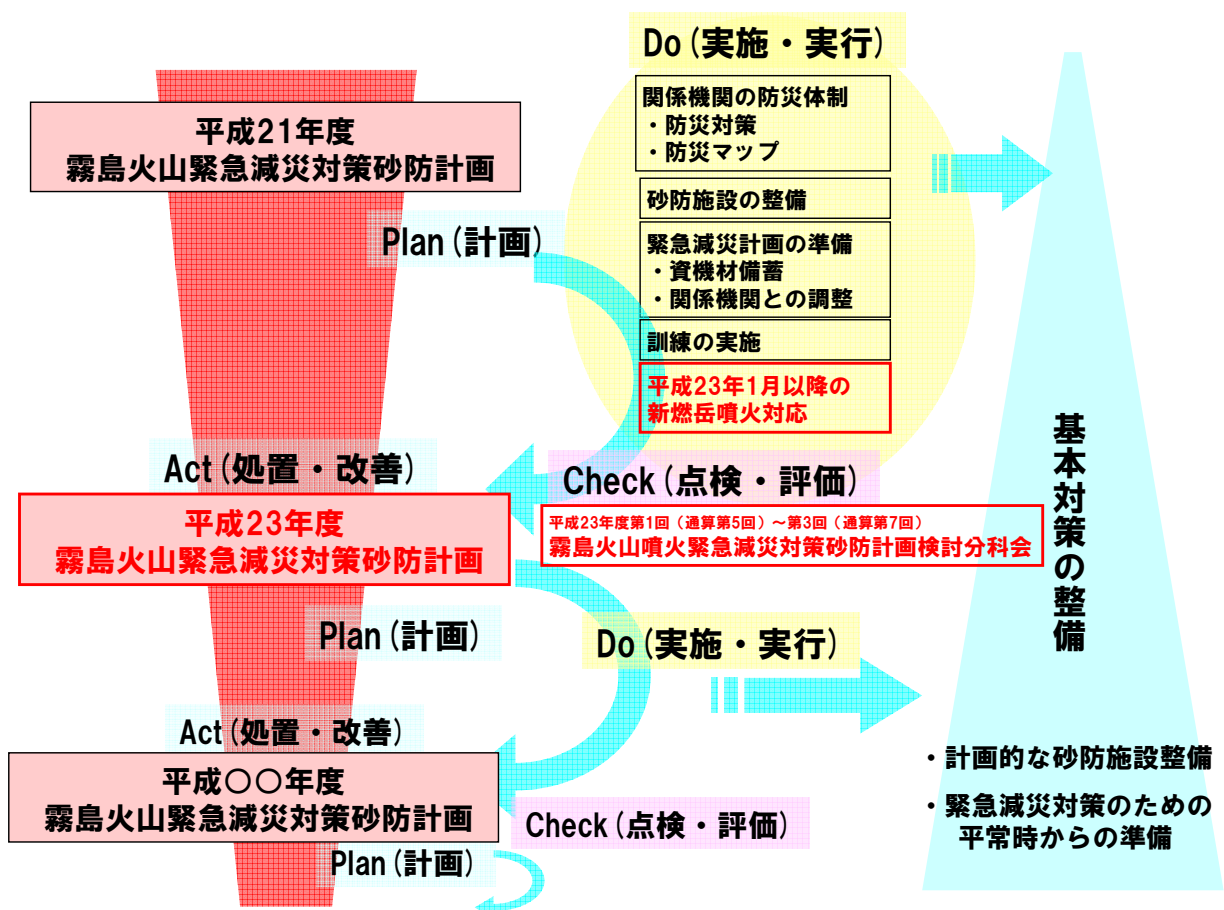 平成21年度
霧島火山緊急減災対策砂防計画
Plan(計画)
Do(実施・実行)
関係機関の防災体制
・防災対策
・防災マップ
砂防施設の整備
緊急減災計画の準備
・資機材備蓄
・関係機関との調整
訓練の実施
平成23年1月以降の
新燃岳噴火対応
Check(点検・評価)
平成23年度第1回（通算第5回）～第3回（通算第7回）
霧島火山噴火緊急減災対策砂防計画検討分科会
Act(処置・改善)
平成23年度
霧島火山緊急減災対策砂防計画
Plan(計画)
Do(実施・実行)
Check(点検・評価)
Act(処置・改善)
平成〇〇年度
霧島火山緊急減災対策砂防計画
Plan(計画)
基本対策の整備
・計画的な砂防施設整備
・緊急減災対策のための
平常時からの準備